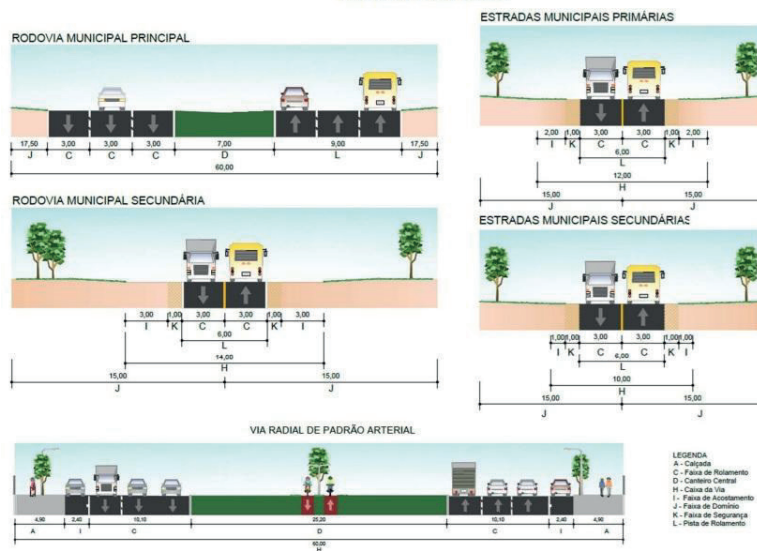 RODOVIA MUNICIPAL PRINCIPAL
17,50 3,00 3,00 3,00 7,00 9,00 17,50
J C C C D L J
60,00
ESTRADAS MUNICIPAIS PRIMÁRIAS
2,00 1,00 3,00 3,00 1,00 2,00
I K C C K I
6,00
L
12,00
H
15,00 15,00
J J
RODOVIA MUNICIPAL SECUNDÁRIA
3,00 1,00 3,00 3,00 1,00 3,00
I K C C K I
6,00
L
14,00
H
15,00 15,00
J J
ESTRADAS MUNICIPAIS SECUNDÁRIAS
1,00 1,00 3,00 3,00 1,00 1,00
I K C C K I
6,00
L
10,00
H
15,00 15,00
J J
VIA RADIAL DE PADRÃO ARTERIAL
4,90 2,40 10,10 25,20 10,10 2,40 4,90
A I C D C I A
60,00
H
LEGENDA
A - Calçada
C - Faixa de Rolamento
D - Canteiro Central
H - Caixa da Via
I - Faixa de Acostamento
J - Faixa de Domínio
K - Faixa de Segurança
L - Pista de Rolamento